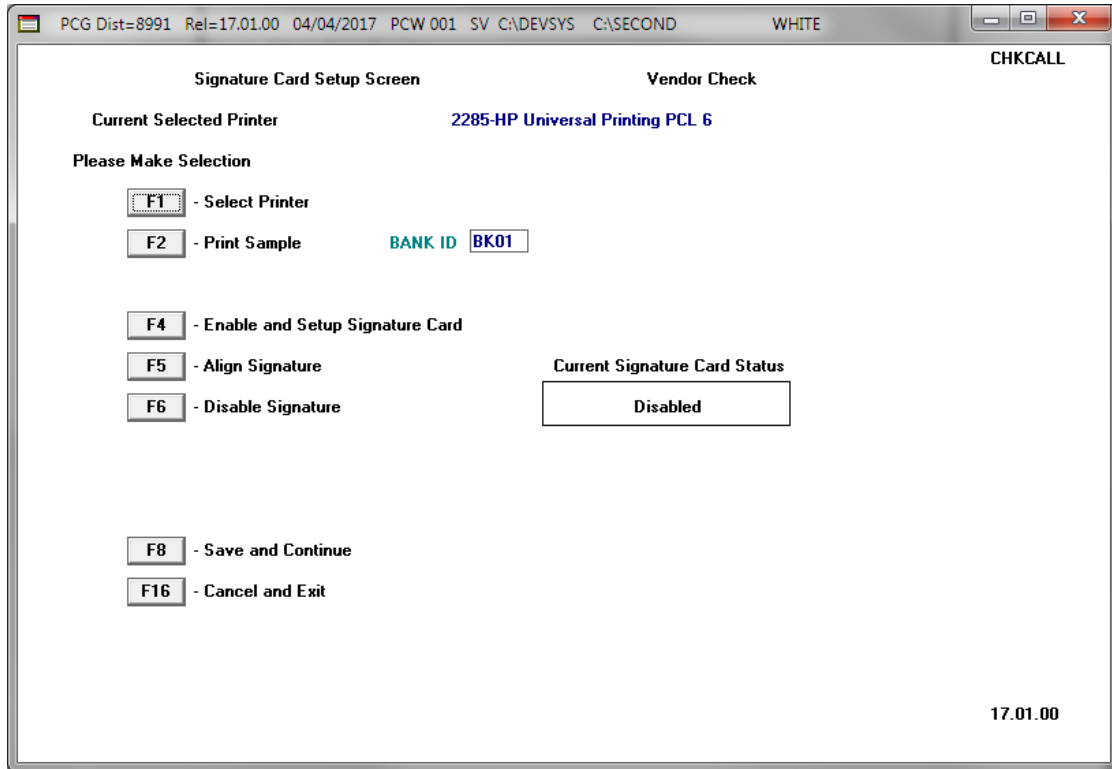 PCG Dist=8991 Rel=17.01.00 04/04/2017 PCW 001 SV C:\DEVSYS C:\SECOND WHITE
CHKCALL
Signature Card Setup Screen Vendor Check
Current Selected Printer 2285-HP Universal Printing PCL 6
Please Make Selection
F1 - Select Printer
F2 - Print Sample BANK ID BK01
F4 - Enable and Setup Signature Card
F5 - Align Signature Current Signature Card Status
F6 - Disable Signature Disabled
F8 - Save and Continue
F16 - Cancel and Exit
17.01.00